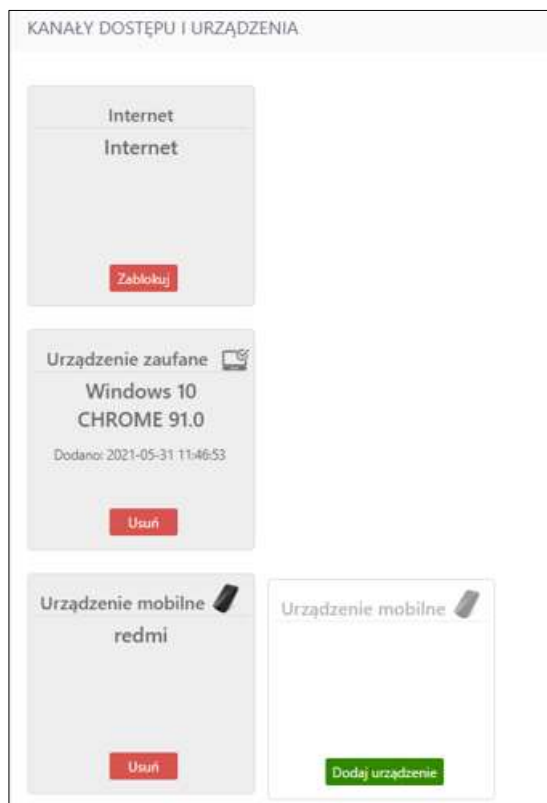 KANAŁY DOSTĘPU I URZĄDZENIA
Internet
Internet
Zablokuj
Urządzenie zaufane
Windows 10
CHROME 91.0
Dodano: 2021-05-31 11:46:53
Usuń
Urządzenie mobilne
redmi
Usuń
Urządzenie mobilne
Dodaj urządzenie